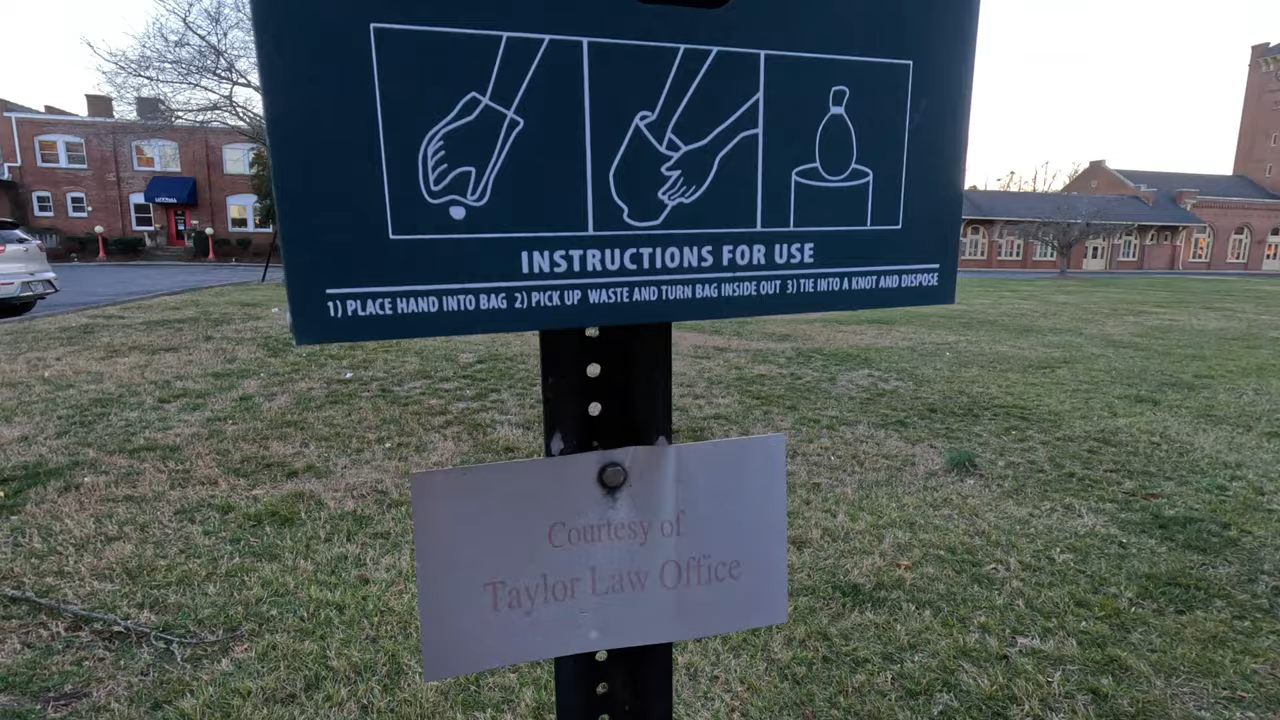 INSTRUCTIONS FOR USE
1) PLACE HAND INTO BAG 2) PICK UP WASTE AND TURN BAG INSIDE OUT 3) TIE INTO A KNOT AND DISPOSE
Courtesy of
Taylor Law Office